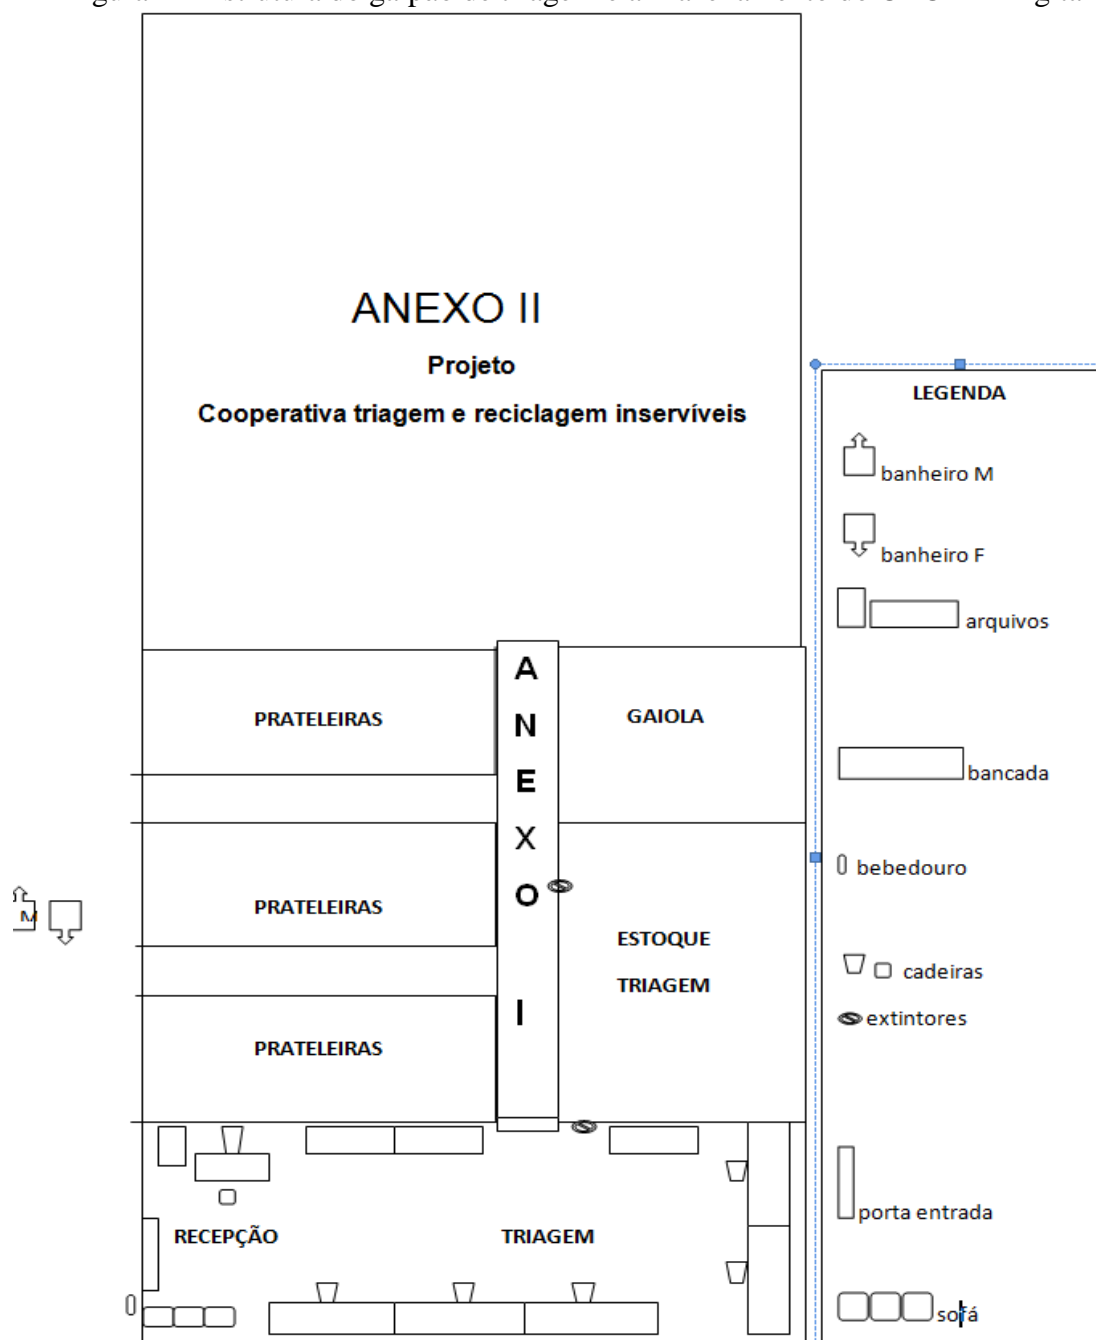 ANEXO II
Projeto
Cooperativa triagem e reciclagem inservíveis
LEGENDA
banheiro M
banheiro F
arquivos
bancada
bebedouro
cadeiras
extintores
porta entrada
sofá
A
N
E
X
O
I
PRATELEIRAS
GAIOLA
M
PRATELEIRAS
ESTOQUE
TRIAGEM
PRATELEIRAS
RECEPÇÃO
TRIAGEM